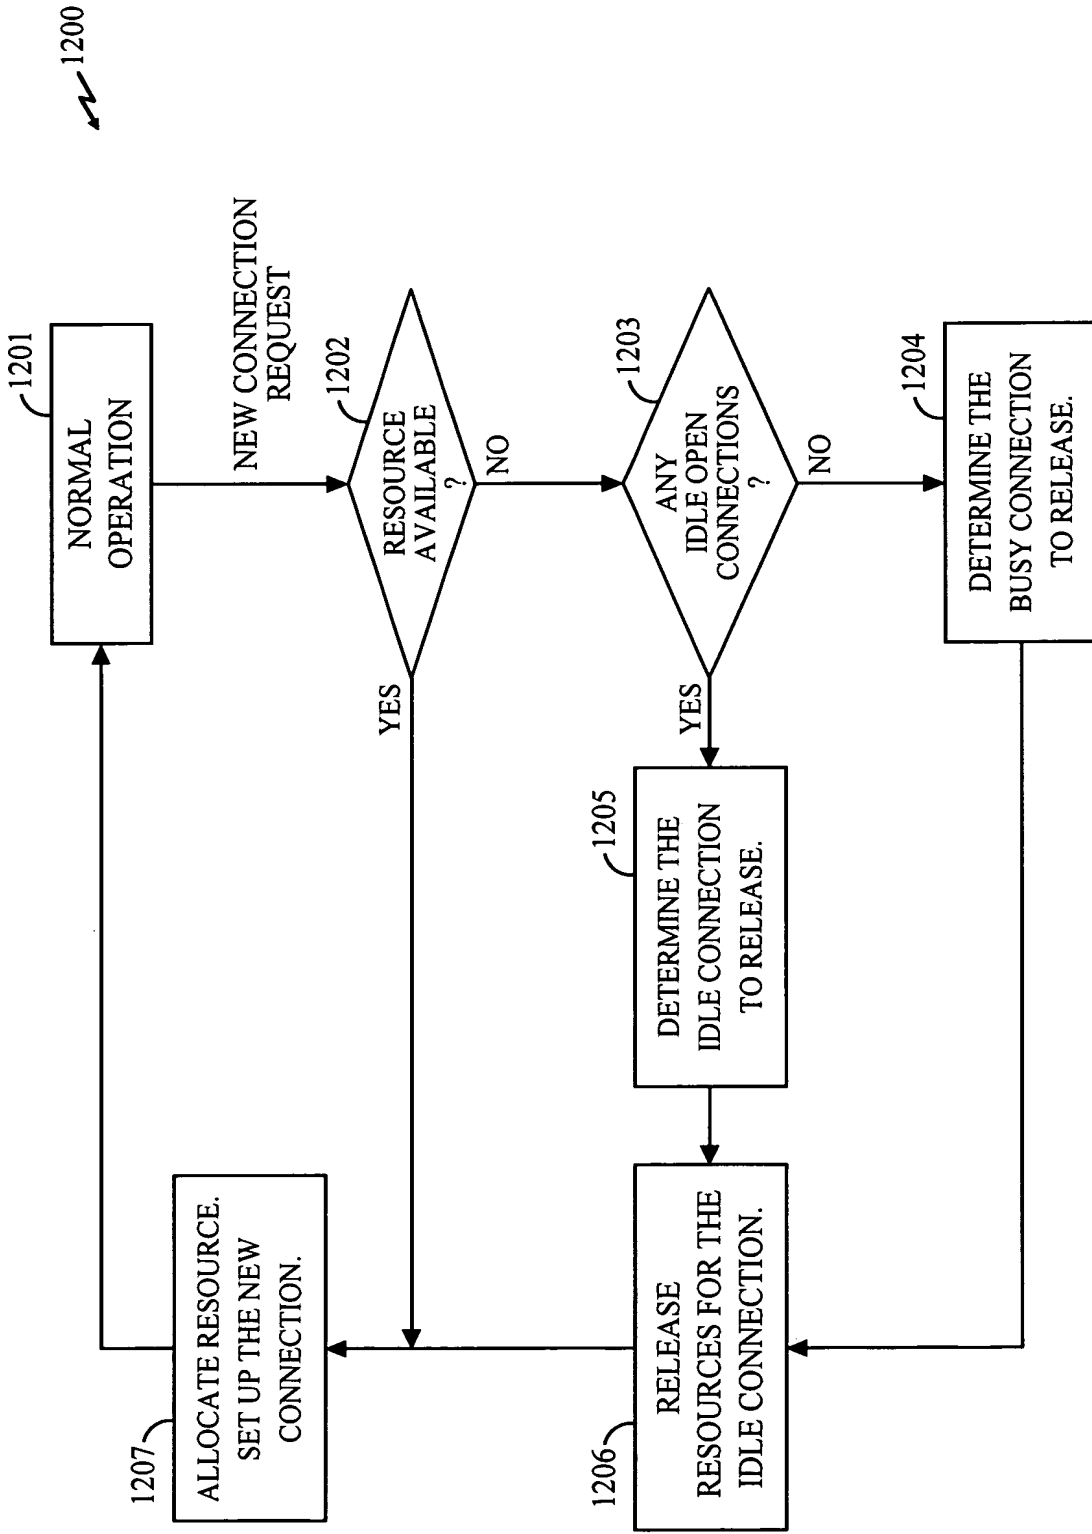 1200
1201
NORMAL
OPERATION
NEW CONNECTION
REQUEST
1202
RESOURCE
AVAILABLE
?
YES
NO
1203
ANY
IDLE OPEN
CONNECTIONS
?
YES
NO
1204
DETERMINE THE
BUSY CONNECTION
TO RELEASE.
1205
DETERMINE THE
IDLE CONNECTION
TO RELEASE.
1206
RELEASE
RESOURCES FOR THE
IDLE CONNECTION.
1207
ALLOCATE RESOURCE.
SET UP THE NEW
CONNECTION.